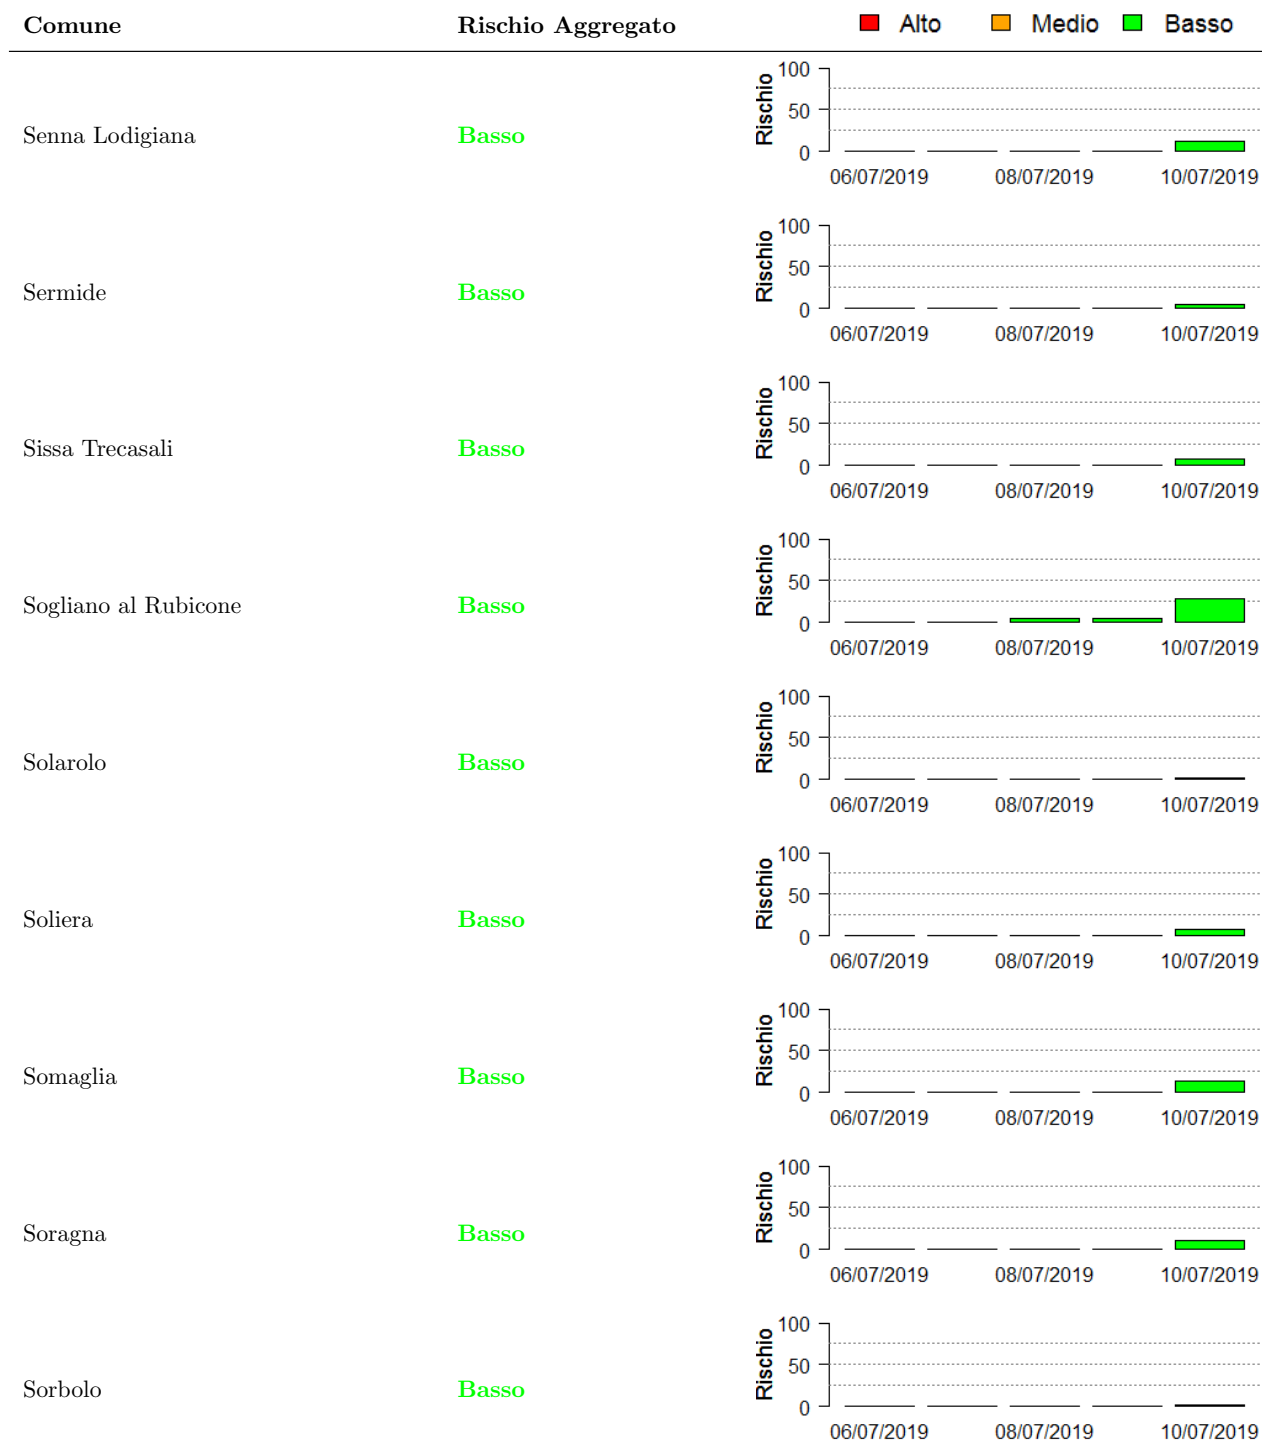 Comune Rischio Aggregato Alto Medio Basso
100
50
0
Rischio
Senna Lodigiana Basso
06/07/2019 08/07/2019 10/07/2019
100
50
0
Rischio
Sermide Basso
06/07/2019 08/07/2019 10/07/2019
100
50
0
Rischio
Sissa Trecasali Basso
06/07/2019 08/07/2019 10/07/2019
100
50
0
Rischio
Sogliano al Rubicone Basso
06/07/2019 08/07/2019 10/07/2019
100
50
0
Rischio
Solarolo Basso
06/07/2019 08/07/2019 10/07/2019
100
50
0
Rischio
Soliera Basso
06/07/2019 08/07/2019 10/07/2019
100
50
0
Rischio
Somaglia Basso
06/07/2019 08/07/2019 10/07/2019
100
50
0
Rischio
Soragna Basso
06/07/2019 08/07/2019 10/07/2019
100
50
0
Rischio
Sorbolo Basso
06/07/2019 08/07/2019 10/07/2019